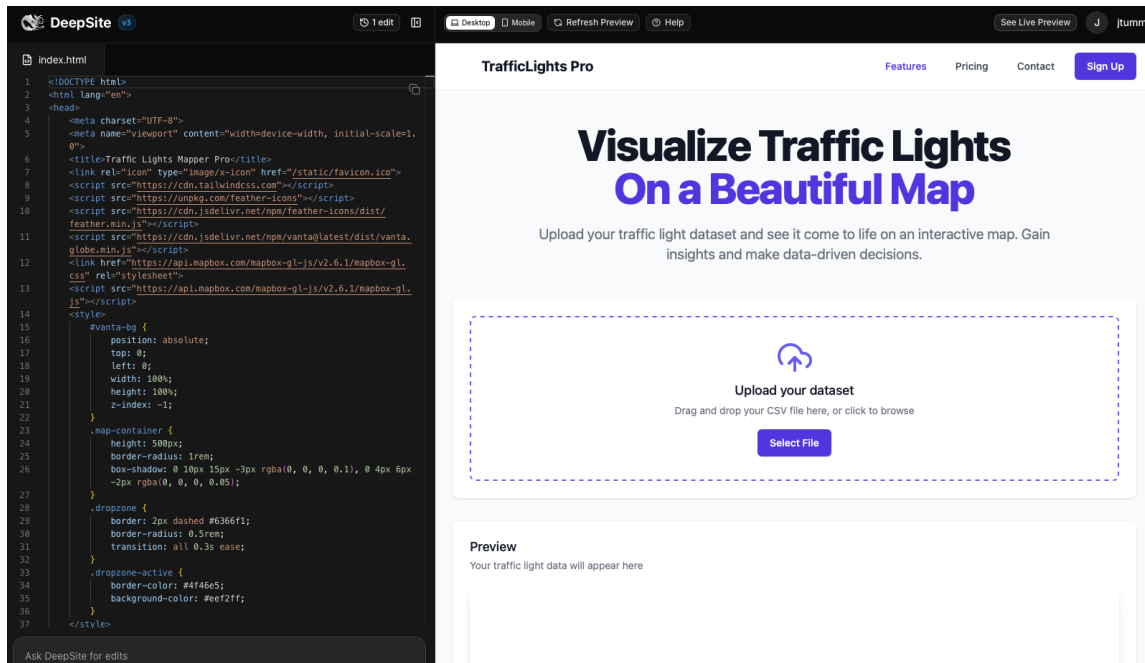 DeepSite v3
1 edit
Desktop
Mobile
Refresh Preview
Help
See Live Preview
J
jtumm
index.html
1 <!DOCTYPE html>
2 <html lang="en">
3 <head>
4 <meta charset="UTF-8">
5 <meta name="viewport" content="width=device-width, initial-scale=1.
0">
6 <title>Traffic Lights Mapper Pro</title>
7 <link rel="icon" type="image/x-icon" href="/static/favicon.ico">
8 <script src="https://cdn.tailwindcss.com"></script>
9 <script src="https://unpkg.com/feather-icons"></script>
10 <script src="https://cdn.jsdelivr.net/npm/feather-icons/dist/
feather.min.js"></script>
11 <script src="https://cdn.jsdelivr.net/npm/vanta@latest/dist/vanta.
globe.min.js"></script>
12 <link href="https://api.mapbox.com/mapbox-gl-js/v2.6.1/mapbox-gl.
css" rel="stylesheet">
13 <script src="https://api.mapbox.com/mapbox-gl-js/v2.6.1/mapbox-gl.
js"></script>
14 <style>
15 #vanta-bg {
16 position: absolute;
17 top: 0;
18 left: 0;
19 width: 100%;
20 height: 100%;
21 z-index: -1;
22 }
23 .map-container {
24 height: 500px;
25 border-radius: 1rem;
26 box-shadow: 0 10px 15px -3px rgba(0, 0, 0, 0.1), 0 4px 6px
-2px rgba(0, 0, 0, 0.05);
27 }
28 .dropzone {
29 border: 2px dashed #6366f1;
30 border-radius: 0.5rem;
31 transition: all 0.3s ease;
32 }
33 .dropzone-active {
34 border-color: #4f46e5;
35 background-color: #eef2ff;
36 }
37 </style>
Ask DeepSite for edits
TrafficLights Pro
Features
Pricing
Contact
Sign Up
Visualize Traffic Lights
On a Beautiful Map
Upload your traffic light dataset and see it come to life on an interactive map. Gain
insights and make data-driven decisions.
Upload your dataset
Drag and drop your CSV file here, or click to browse
Select File
Preview
Your traffic light data will appear here